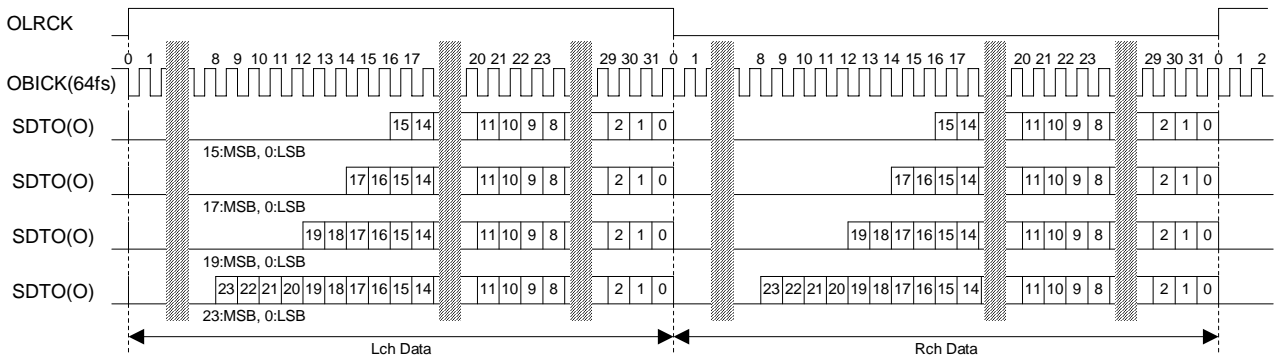 OLRCK
0 1 8 9 10 11 12 13 14 15 16 17 20 21 22 23 29 30 31 0 1 8 9 10 11 12 13 14 15 16 17 20 21 22 23 29 30 31 0 1 2
OBICK(64fs)
SDTO(O) 15 14 11 10 9 8 2 1 0 15 14 11 10 9 8 2 1 0
15:MSB, 0:LSB
SDTO(O) 17 16 15 14 11 10 9 8 2 1 0 17 16 15 14 11 10 9 8 2 1 0
17:MSB, 0:LSB
SDTO(O) 19 18 17 16 15 14 11 10 9 8 2 1 0 19 18 17 16 15 14 11 10 9 8 2 1 0
19:MSB, 0:LSB
SDTO(O) 23 22 21 20 19 18 17 16 15 14 11 10 9 8 2 1 0 23 22 21 20 19 18 17 16 15 14 11 10 9 8 2 1 0
23:MSB, 0:LSB
Lch Data Rch Data